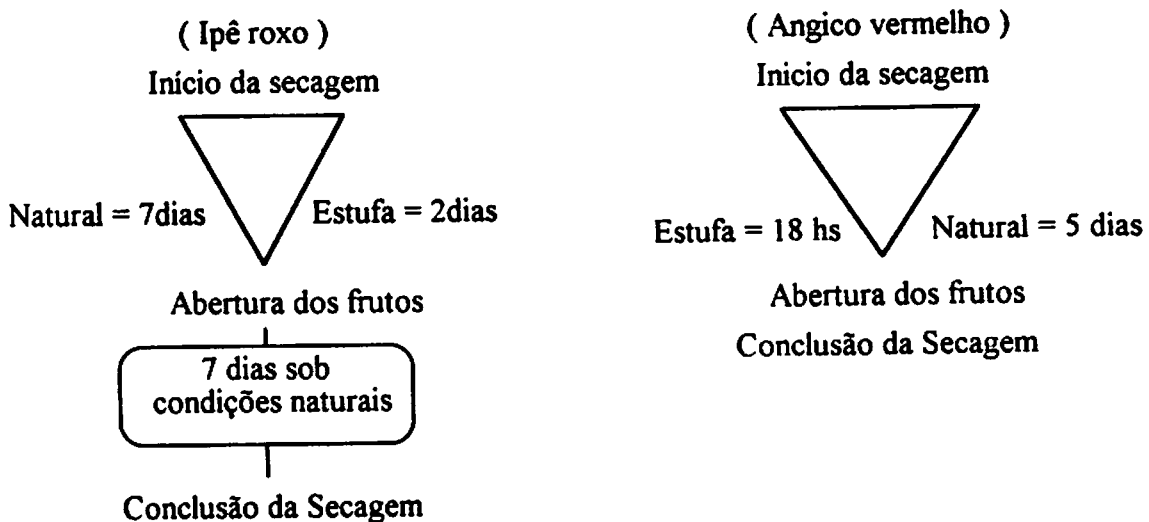 ( Ipê roxo )
Início da secagem
Natural = 7dias
Estufa = 2dias
Abertura dos frutos
7 dias sob
condições naturais
Conclusão da Secagem
( Angico vermelho )
Inicio da secagem
Estufa = 18 hs
Natural = 5 dias
Abertura dos frutos
Conclusão da Secagem